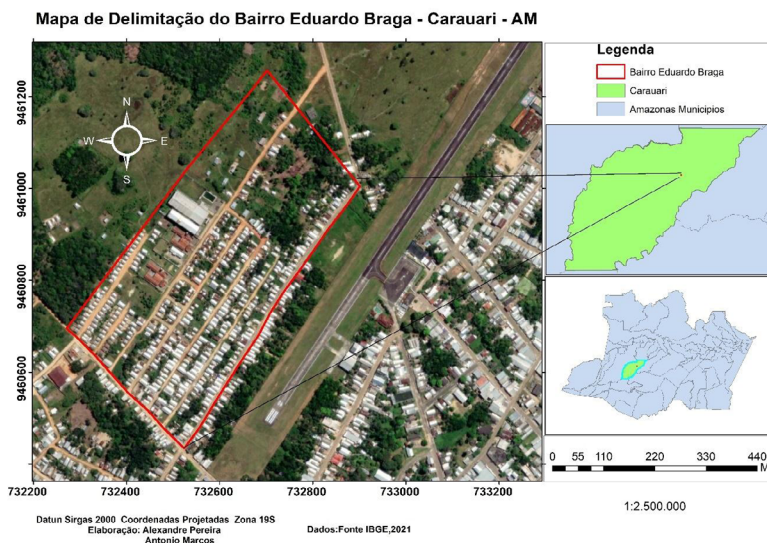 Mapa de Delimitação do Bairro Eduardo Braga - Carauari - AM
Legenda
Bairro Eduardo Braga
Carauari
Amazonas Municipios
N
W E
S
9461200
9461000
9460800
9460600
732200 732400 732600 732800 733000 733200
0 55 110 220 330 440
M
1:2.500.000
Datun Sirgas 2000 Coordenadas Projetadas Zona 19S
Elaboração: Alexandre Pereira
Antonio Marcos
Dados:Fonte IBGE,2021